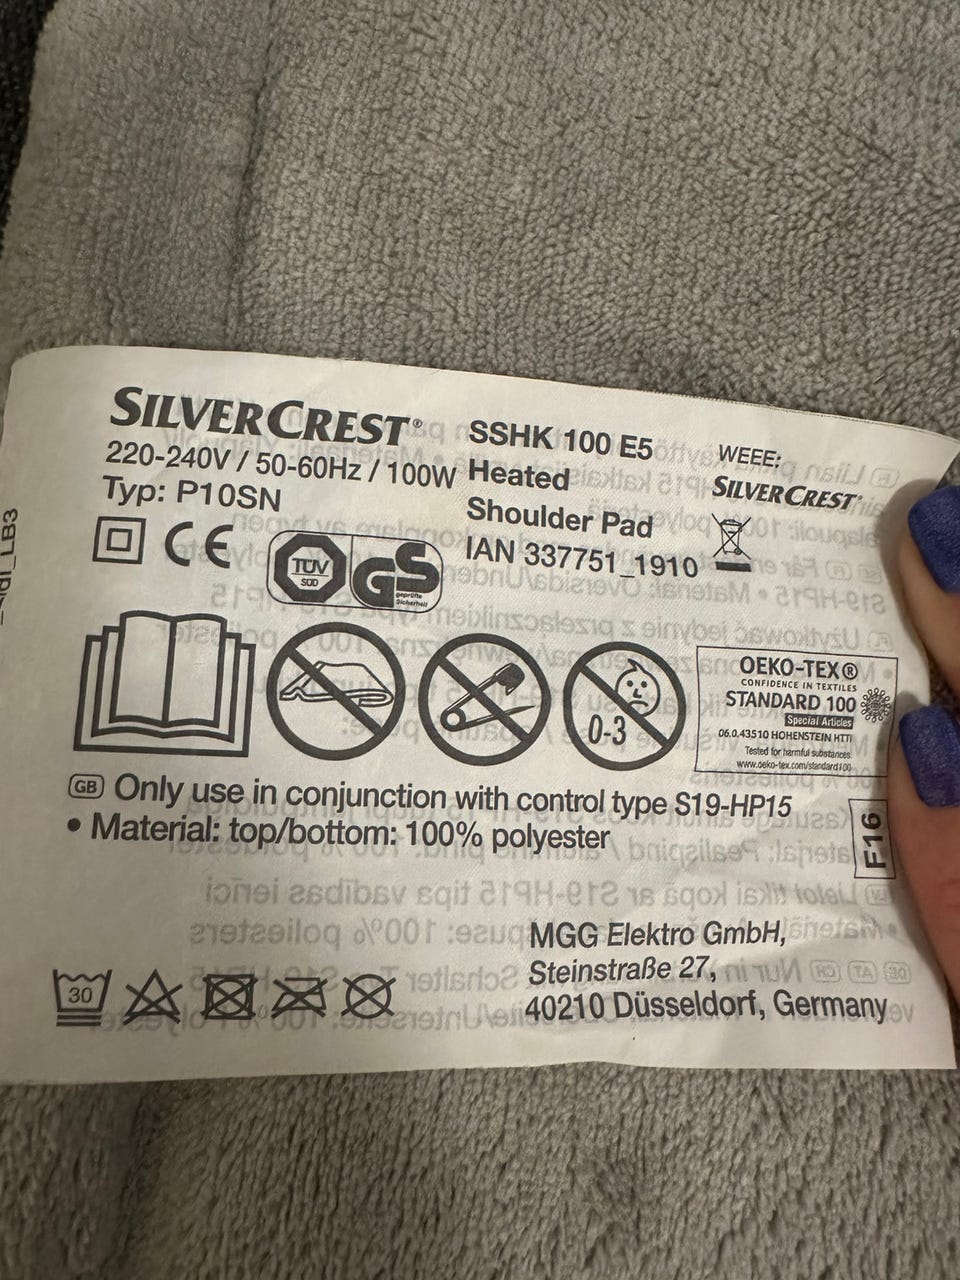 SILVERCREST®
220-240V / 50-60Hz / 100W
Typ: P10SN
SSHK 100 E5
Heated
Shoulder Pad
IAN 337751_1910
WEEE:
SILVERCREST®
CE
TÜV
SÜD
GS
geprüfte
Sicherheit
0-3
OEKO-TEX®
CONFIDENCE IN TEXTILES
STANDARD 100
Special Articles
06.0.43510 HOHENSTEIN HTTI
Tested for harmful substances.
www.oeko-tex.com/standard100
GB Only use in conjunction with control type S19-HP15
• Material: top/bottom: 100% polyester
F16
MGG Elektro GmbH,
Steinstraße 27,
40210 Düsseldorf, Germany
30